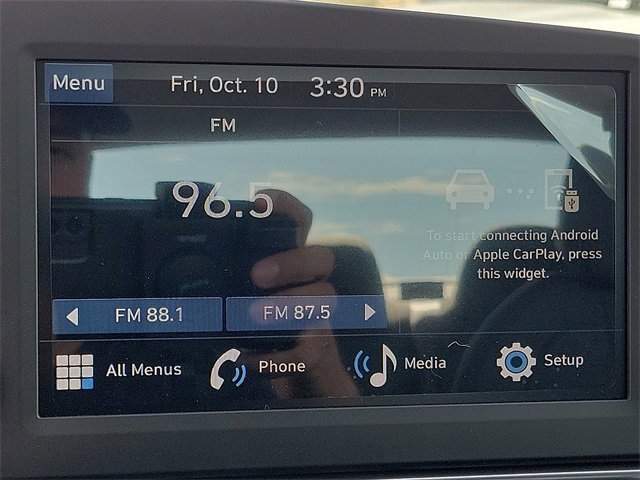 Menu Fri, Oct. 10 3:30 PM
FM
96.5
To start connecting Android
Auto or Apple CarPlay, press
this widget.
FM 88.1 FM 87.5
All Menus Phone Media Setup